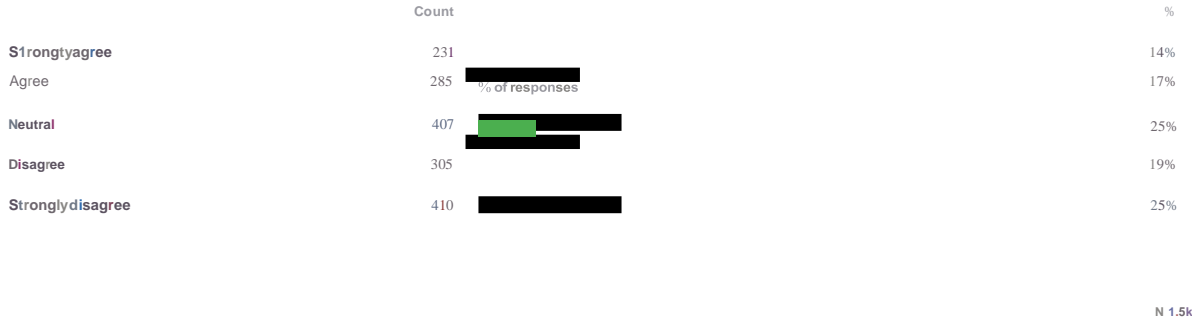 Count %
S1rongtyagree 231 14%
Agree 285 17%
% of responses
Neutral 407 25%
Disagree 305 19%
Stronglydisagree 410 25%
N 1.5k